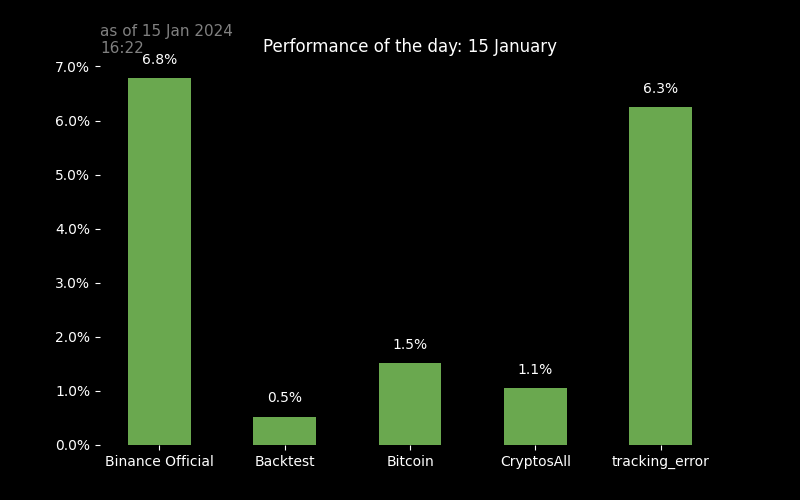 as of 15 Jan 2024
16:22
Performance of the day: 15 January
7.0%
6.0%
5.0%
4.0%
3.0%
2.0%
1.0%
0.0%
6.8%
0.5%
1.5%
1.1%
6.3%
Binance Official
Backtest
Bitcoin
CryptosAll
tracking_error